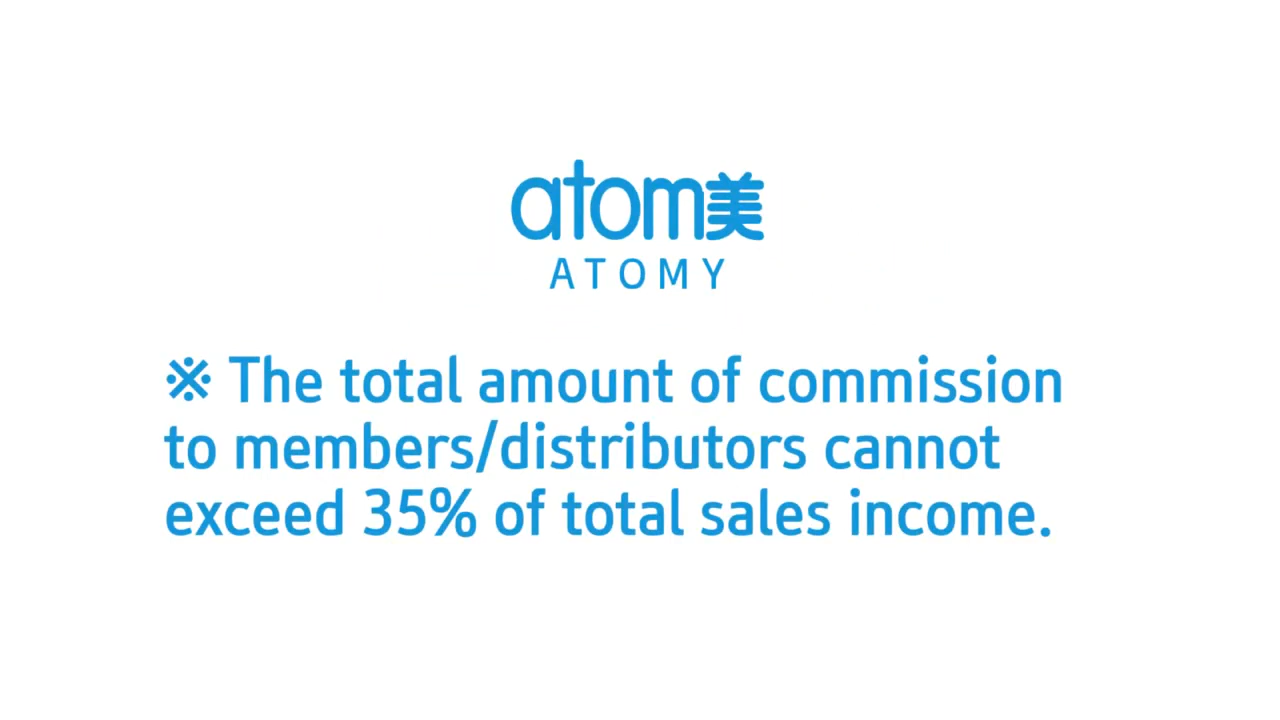 atom美
ATOMY
※ The total amount of commission
to members/distributors cannot
exceed 35% of total sales income.